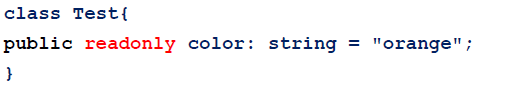 class Test{
public readonly color: string = "orange";
}